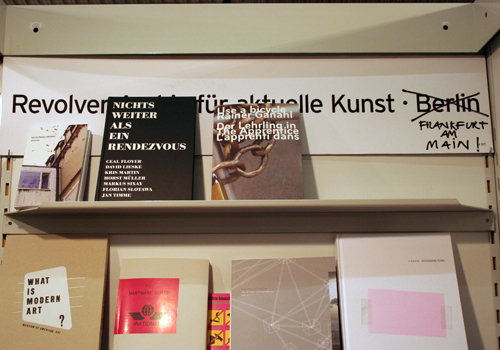 Revolver für aktuelle Kunst · Berlin
FRANKFURT
AM
MAIN!
NICHTS
WEITER
ALS
EIN
RENDEZVOUS
CEAL FLOYER
DAVID LIESKE
KRIS MARTIN
HORST MÜLLER
MARKUS SIXAY
FLORIAN SLOTAWA
JAN TIMME
Use a bicycle
Rainer Ganahl
Der Lehrling in
The Apprentice
L'apprenti dans
WHAT
IS
MODERN
ART
?